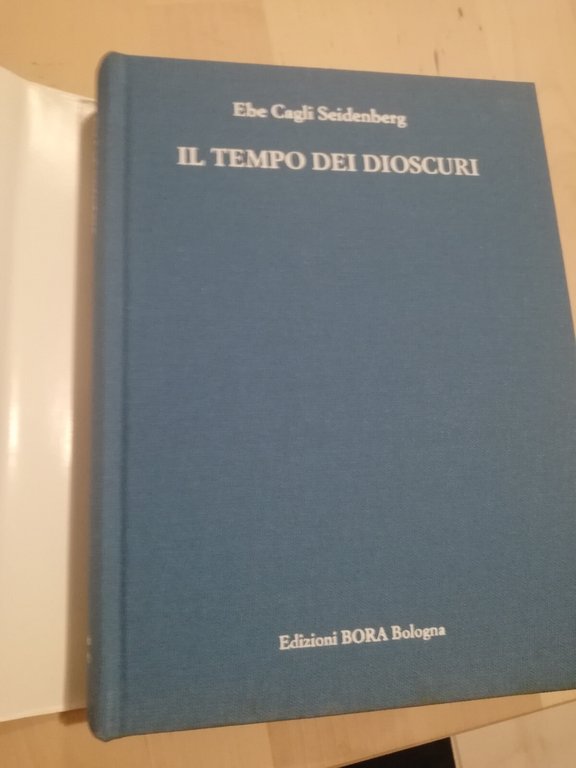 Ebe Cagli Seidenberg
IL TEMPO DEI DIOSCURI
Edizioni BORA Bologna